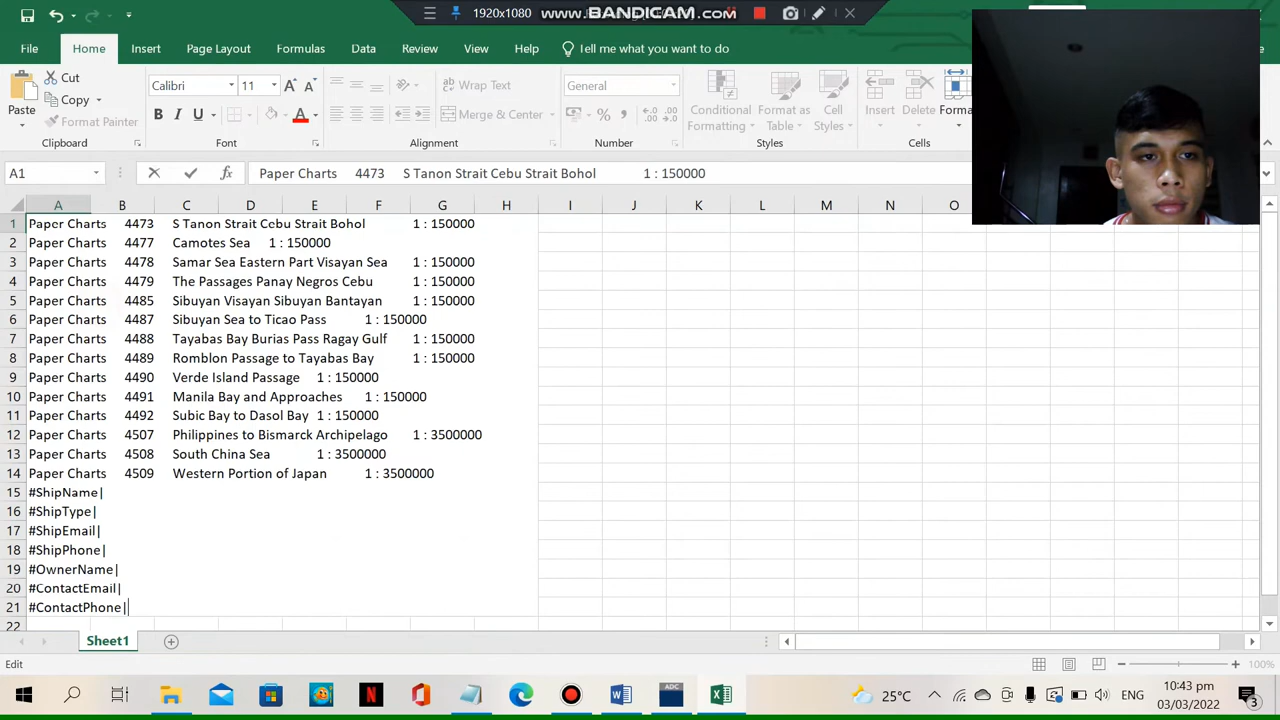 1920x1080 www.BANDICAM.com
File Home Insert Page Layout Formulas Data Review View Help Tell me what you want to do
Cut
Copy
Format Painter
Paste
Clipboard
Calibri 11
B I U
Font
Wrap Text
Merge & Center
Alignment
General
Number
Conditional Formatting
Format as Table
Cell Styles
Styles
Insert Delete Forma
Cells
A1 Paper Charts 4473 S Tanon Strait Cebu Strait Bohol 1 : 150000
A B C D E F G H I J K L M N O
1 Paper Charts 4473 S Tanon Strait Cebu Strait Bohol 1 : 150000
2 Paper Charts 4477 Camotes Sea 1 : 150000
3 Paper Charts 4478 Samar Sea Eastern Part Visayan Sea 1 : 150000
4 Paper Charts 4479 The Passages Panay Negros Cebu 1 : 150000
5 Paper Charts 4485 Sibuyan Visayan Sibuyan Bantayan 1 : 150000
6 Paper Charts 4487 Sibuyan Sea to Ticao Pass 1 : 150000
7 Paper Charts 4488 Tayabas Bay Burias Pass Ragay Gulf 1 : 150000
8 Paper Charts 4489 Romblon Passage to Tayabas Bay 1 : 150000
9 Paper Charts 4490 Verde Island Passage 1 : 150000
10 Paper Charts 4491 Manila Bay and Approaches 1 : 150000
11 Paper Charts 4492 Subic Bay to Dasol Bay 1 : 150000
12 Paper Charts 4507 Philippines to Bismarck Archipelago 1 : 3500000
13 Paper Charts 4508 South China Sea 1 : 3500000
14 Paper Charts 4509 Western Portion of Japan 1 : 3500000
15 #ShipName|
16 #ShipType|
17 #ShipEmail|
18 #ShipPhone|
19 #OwnerName|
20 #ContactEmail|
21 #ContactPhone|
22
Sheet1
Edit 100%
ADC
25°C ENG 10:43 pm
03/03/2022 3